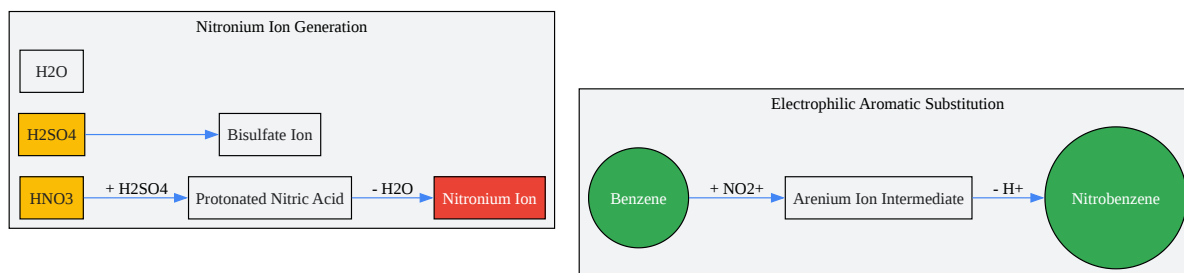 Nitronium Ion Generation
H2O
H2SO4
Bisulfate Ion
HNO3
+ H2SO4
Protonated Nitric Acid
- H2O
Nitronium Ion
Electrophilic Aromatic Substitution
Benzene
+ NO2+
Arenium Ion Intermediate
- H+
Nitrobenzene